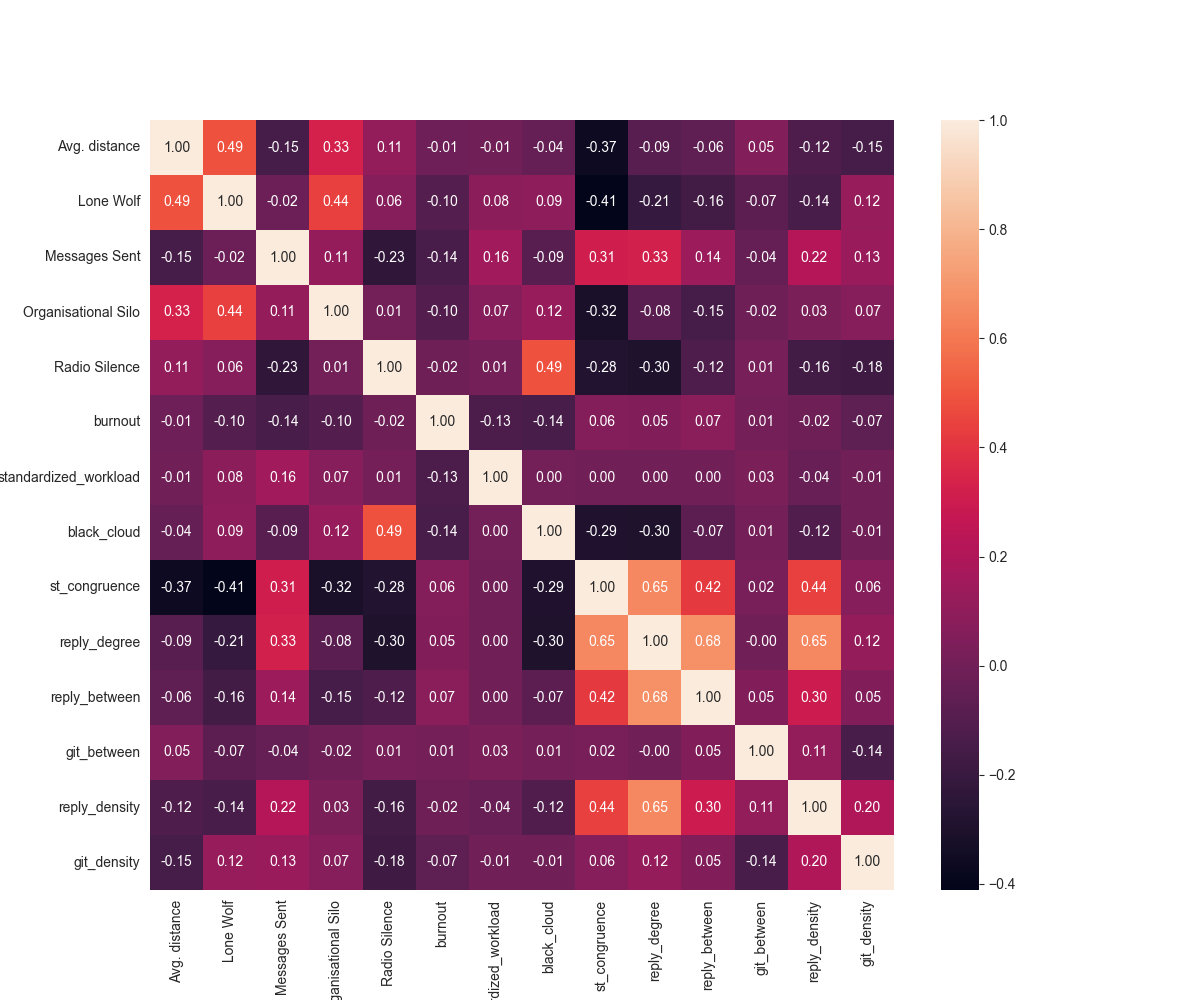 Avg. distance 1.00 0.49 -0.15 0.33 0.11 -0.01 -0.01 -0.04 -0.37 -0.09 -0.06 0.05 -0.12 -0.15
Lone Wolf 0.49 1.00 -0.02 0.44 0.06 -0.10 0.08 0.09 -0.41 -0.21 -0.16 -0.07 -0.14 0.12
Messages Sent -0.15 -0.02 1.00 0.11 -0.23 -0.14 0.16 -0.09 0.31 0.33 0.14 -0.04 0.22 0.13
Organisational Silo 0.33 0.44 0.11 1.00 0.01 -0.10 0.07 0.12 -0.32 -0.08 -0.15 -0.02 0.03 0.07
Radio Silence 0.11 0.06 -0.23 0.01 1.00 -0.02 0.01 0.49 -0.28 -0.30 -0.12 0.01 -0.16 -0.18
burnout -0.01 -0.10 -0.14 -0.10 -0.02 1.00 -0.13 -0.14 0.06 0.05 0.07 0.01 -0.02 -0.07
standardized_workload -0.01 0.08 0.16 0.07 0.01 -0.13 1.00 0.00 0.00 0.00 0.00 0.03 -0.04 -0.01
black_cloud -0.04 0.09 -0.09 0.12 0.49 -0.14 0.00 1.00 -0.29 -0.30 -0.07 0.01 -0.12 -0.01
st_congruence -0.37 -0.41 0.31 -0.32 -0.28 0.06 0.00 -0.29 1.00 0.65 0.42 0.02 0.44 0.06
reply_degree -0.09 -0.21 0.33 -0.08 -0.30 0.05 0.00 -0.30 0.65 1.00 0.68 -0.00 0.65 0.12
reply_between -0.06 -0.16 0.14 -0.15 -0.12 0.07 0.00 -0.07 0.42 0.68 1.00 0.05 0.30 0.05
git_between 0.05 -0.07 -0.04 -0.02 0.01 0.01 0.03 0.01 0.02 -0.00 0.05 1.00 0.11 -0.14
reply_density -0.12 -0.14 0.22 0.03 -0.16 -0.02 -0.04 -0.12 0.44 0.65 0.30 0.11 1.00 0.20
git_density -0.15 0.12 0.13 0.07 -0.18 -0.07 -0.01 -0.01 0.06 0.12 0.05 -0.14 0.20 1.00
Avg. distance
Lone Wolf
Messages Sent
ganisational Silo
Radio Silence
burnout
rdized_workload
black_cloud
st_congruence
reply_degree
reply_between
git_between
reply_density
git_density
1.0
0.8
0.6
0.4
0.2
0.0
−0.2
−0.4